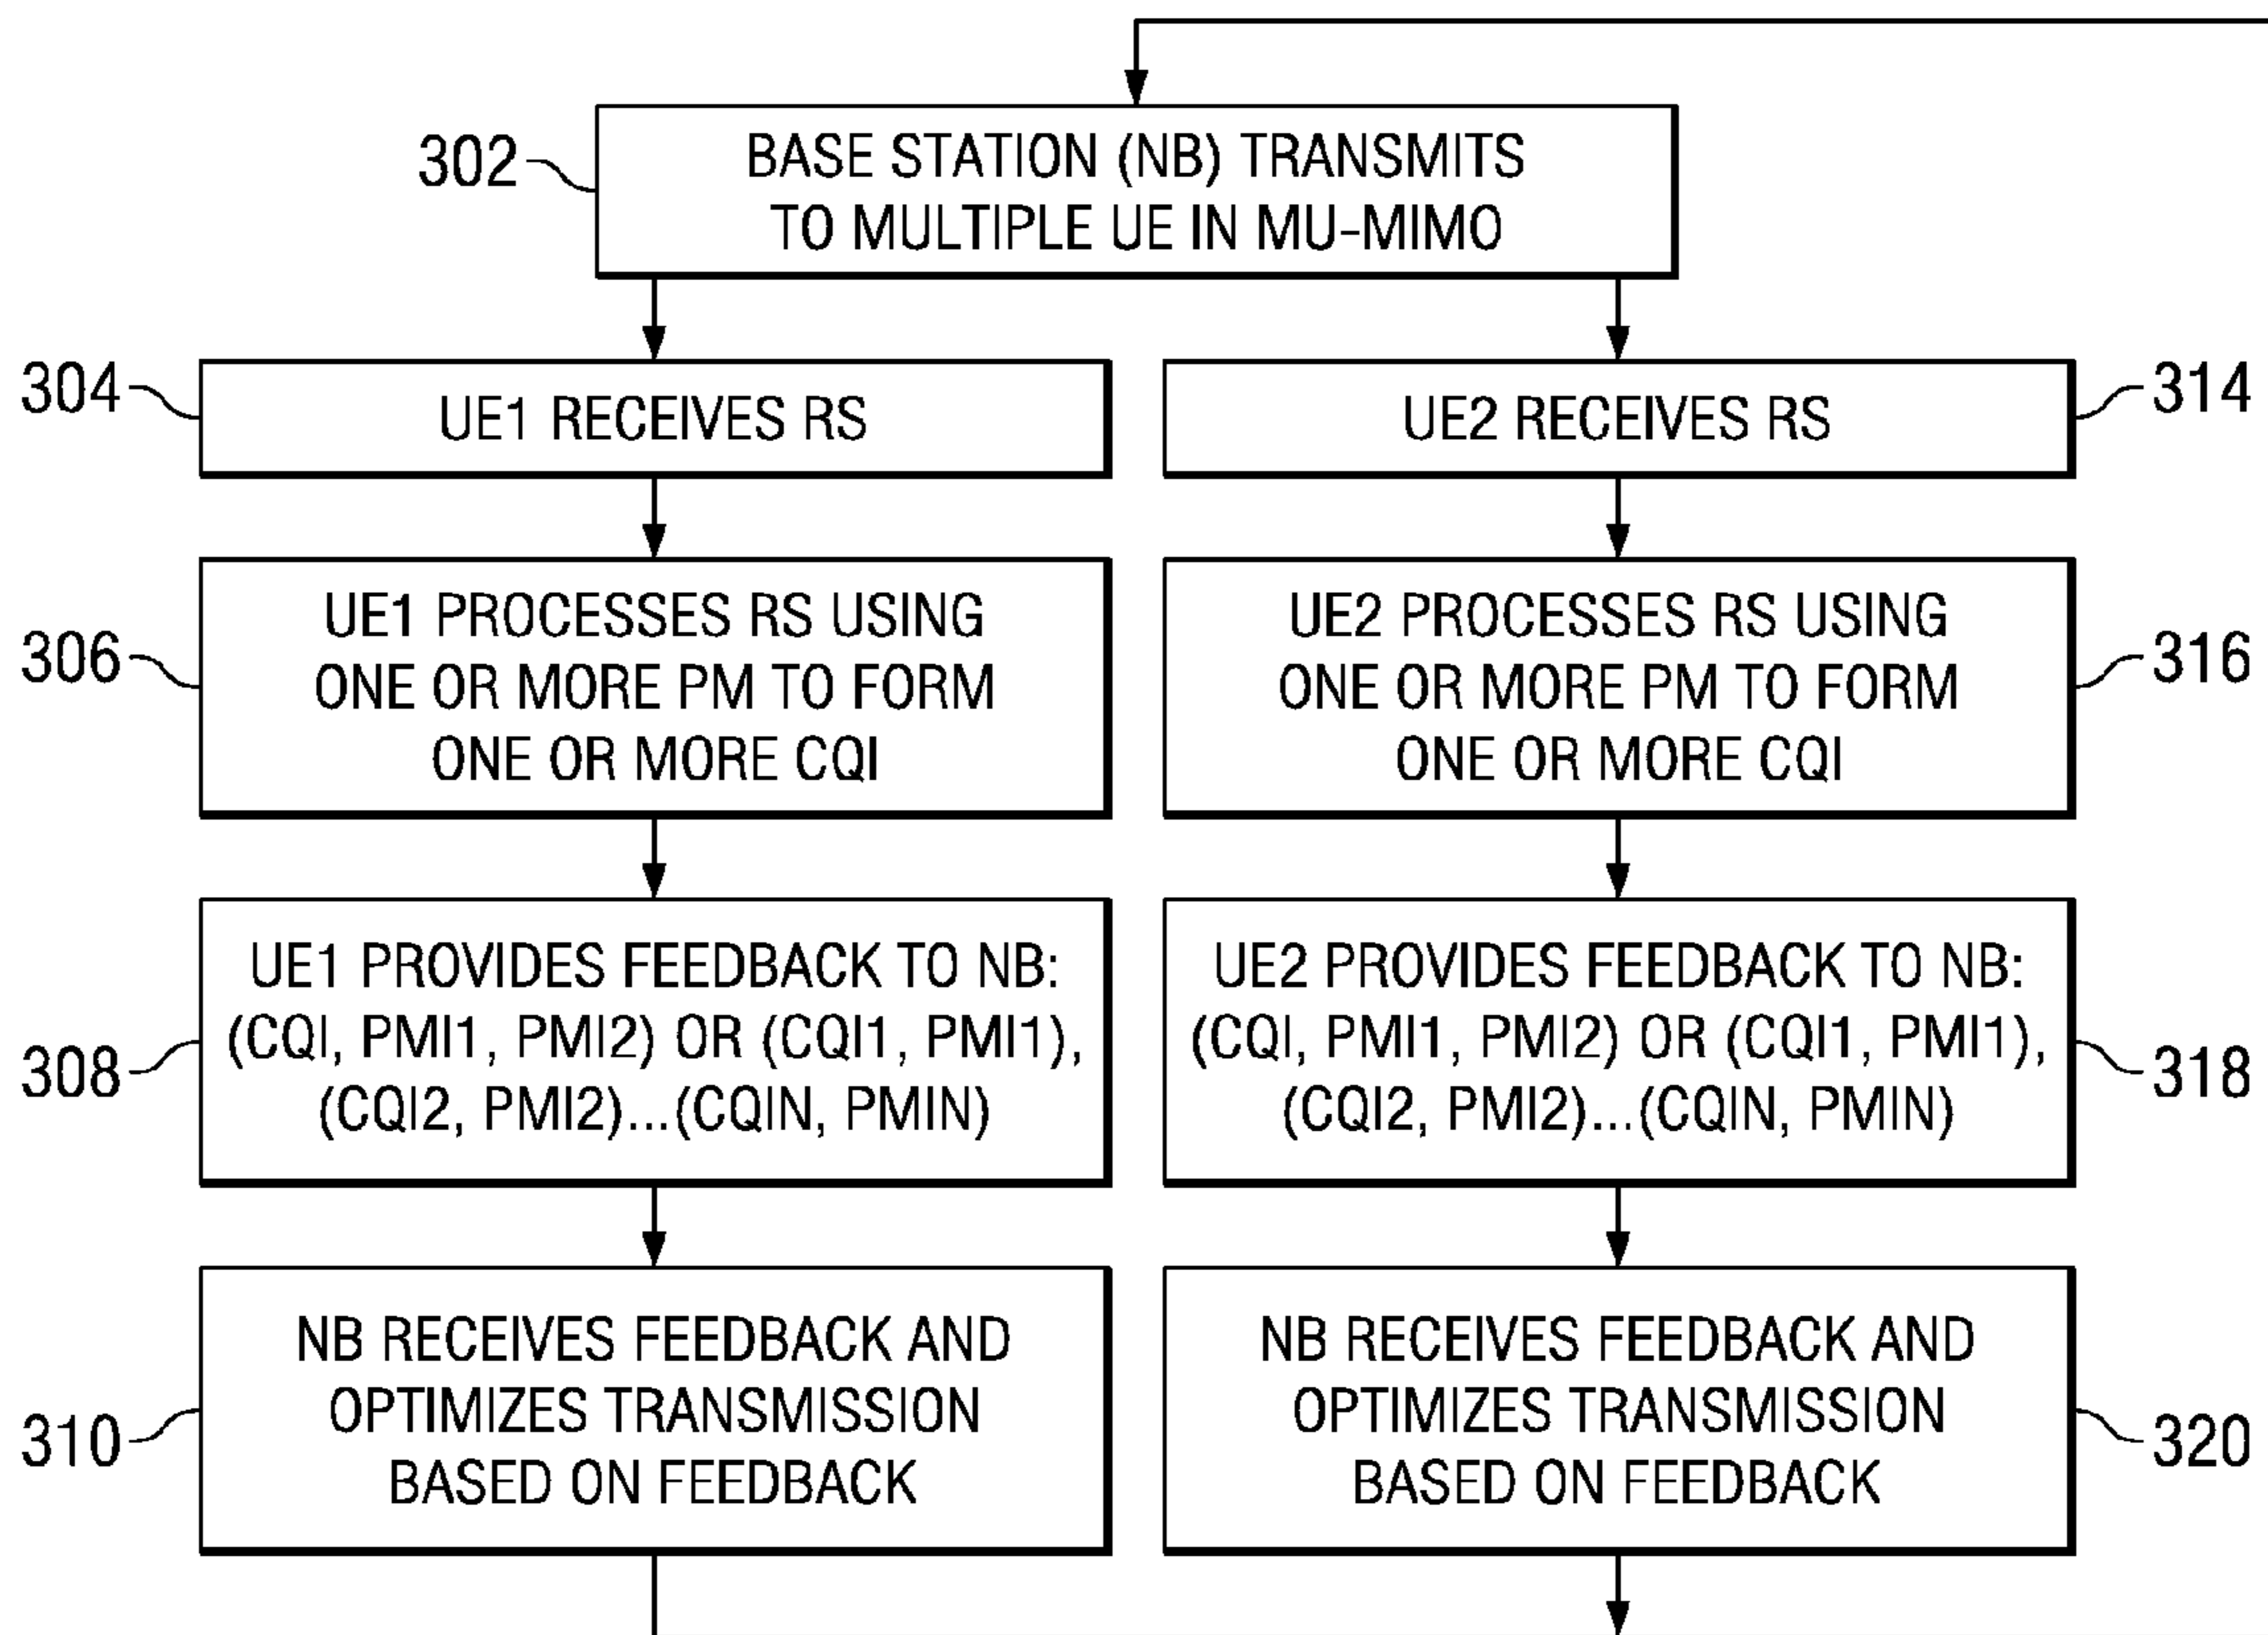 302
BASE STATION (NB) TRANSMITS
TO MULTIPLE UE IN MU-MIMO
304
UE1 RECEIVES RS
UE2 RECEIVES RS
314
306
UE1 PROCESSES RS USING
ONE OR MORE PM TO FORM
ONE OR MORE CQI
UE2 PROCESSES RS USING
ONE OR MORE PM TO FORM
ONE OR MORE CQI
316
308
UE1 PROVIDES FEEDBACK TO NB:
(CQI, PMI1, PMI2) OR (CQI1, PMI1),
(CQI2, PMI2)...(CQIN, PMIN)
UE2 PROVIDES FEEDBACK TO NB:
(CQI, PMI1, PMI2) OR (CQI1, PMI1),
(CQI2, PMI2)...(CQIN, PMIN)
318
310
NB RECEIVES FEEDBACK AND
OPTIMIZES TRANSMISSION
BASED ON FEEDBACK
NB RECEIVES FEEDBACK AND
OPTIMIZES TRANSMISSION
BASED ON FEEDBACK
320